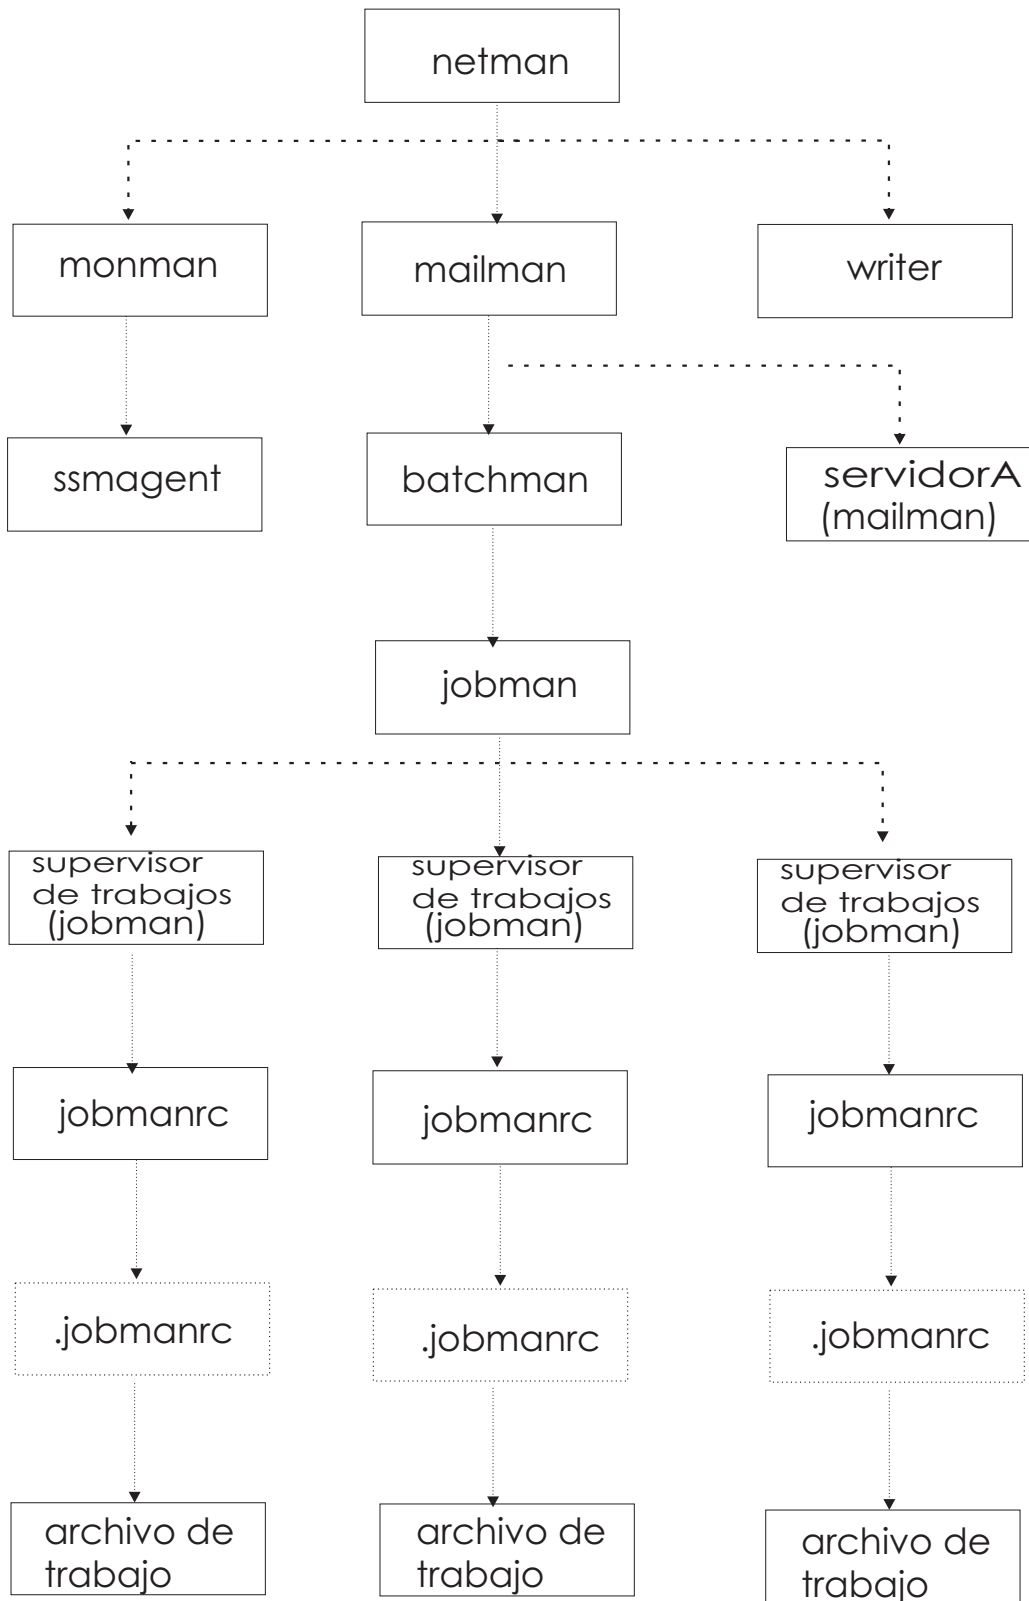 netman
monman
mailman
writer
ssmagent
batchman
servidorA
(mailman)
jobman
supervisor
de trabajos
(jobman)
supervisor
de trabajos
(jobman)
supervisor
de trabajos
(jobman)
jobmanrc
jobmanrc
jobmanrc
.jobmanrc
.jobmanrc
.jobmanrc
archivo de
trabajo
archivo de
trabajo
archivo de
trabajo